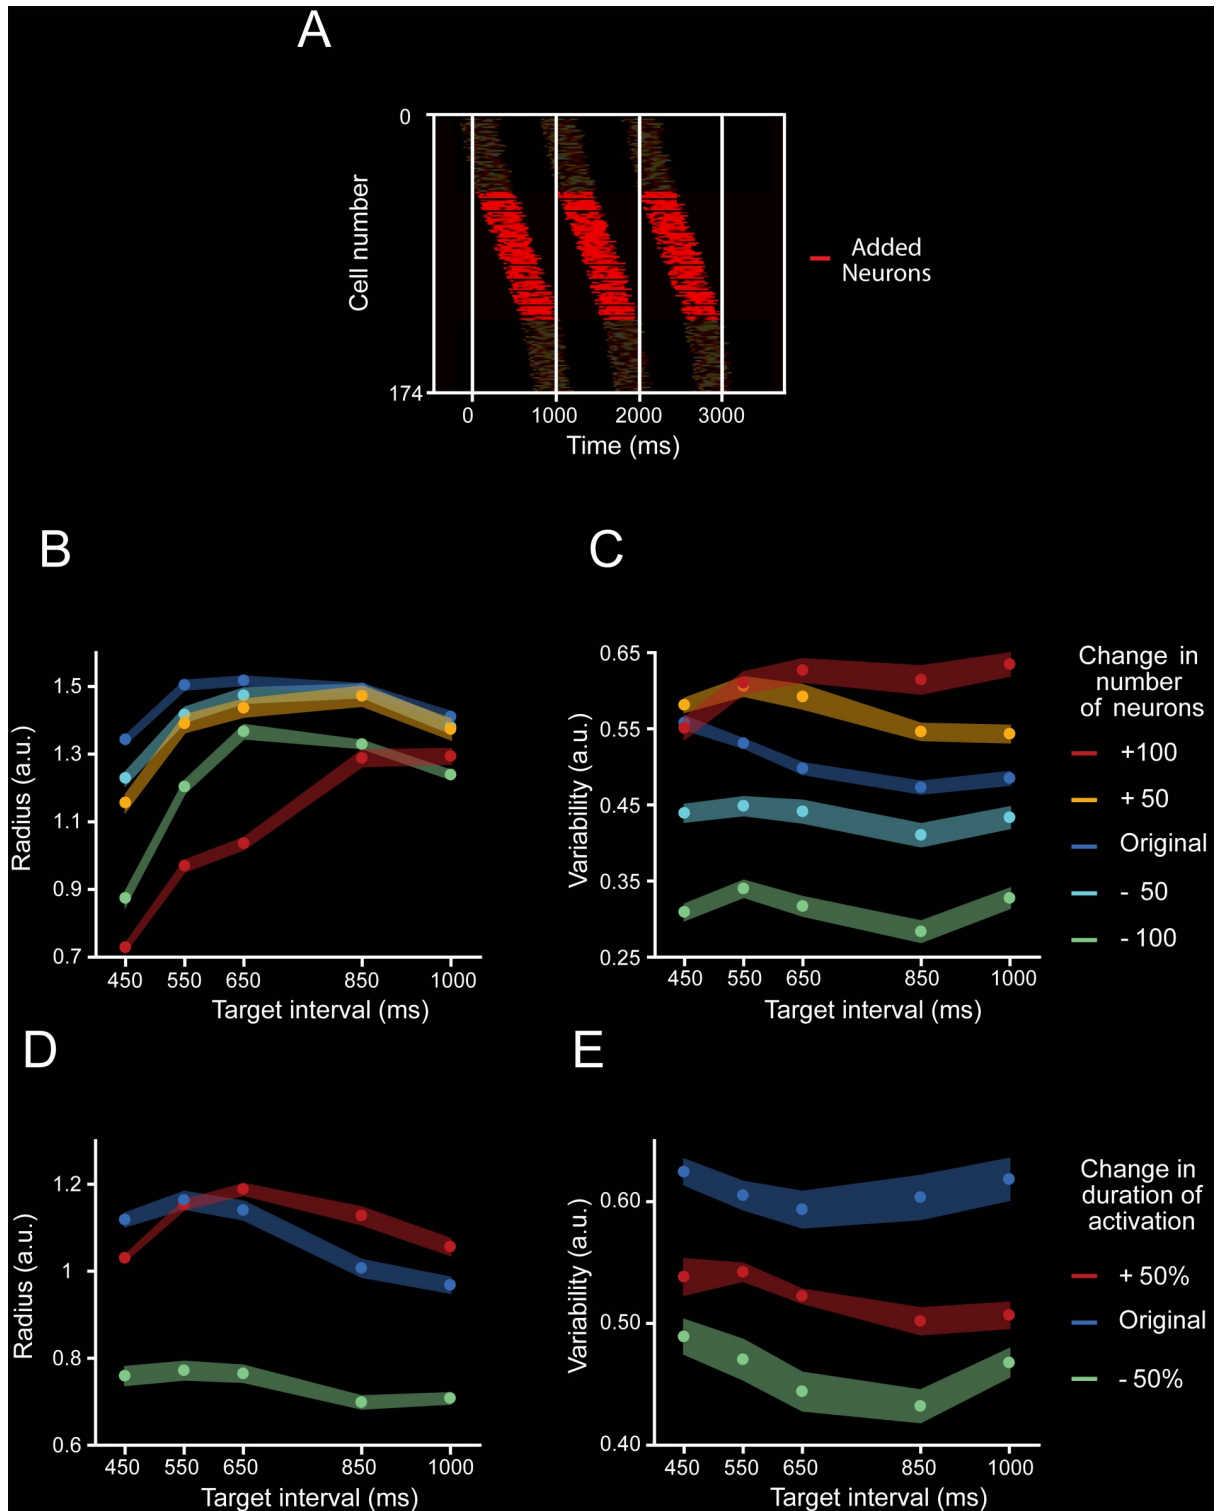 A
0
174
Cell number
0 1000 2000 3000
Time (ms)
Added
Neurons
B
1.5
1.3
1.1
0.9
0.7
Radius (a.u.)
450 550 650 850 1000
Target interval (ms)
C
0.65
0.55
0.45
0.35
0.25
Variability (a.u.)
450 550 650 850 1000
Target interval (ms)
Change in
number
of neurons
+100
+ 50
Original
- 50
- 100
D
1.2
1
0.8
0.6
Radius (a.u.)
450 550 650 850 1000
Target interval (ms)
E
0.60
0.50
0.40
Variability (a.u.)
450 550 650 850 1000
Target interval (ms)
Change in
duration of
activation
+ 50%
Original
- 50%